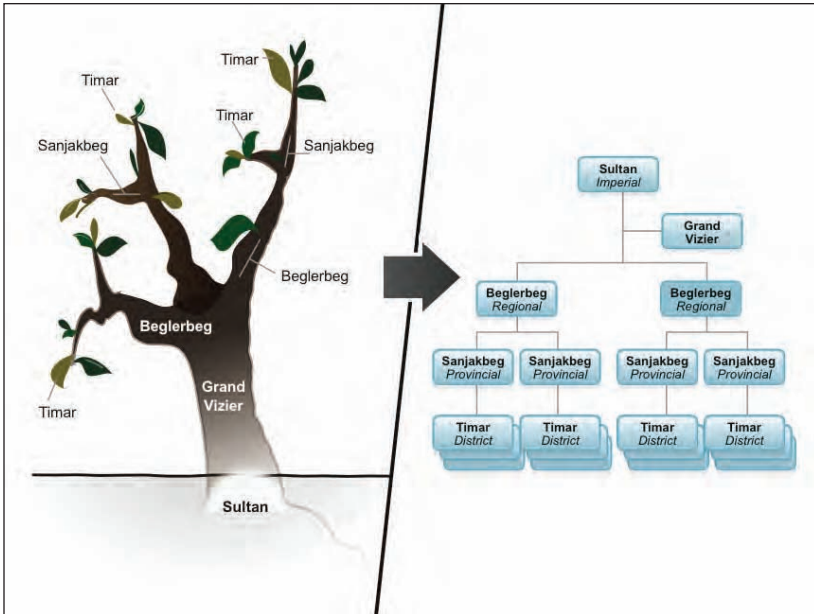 Timar
Timar
Timar
Sanjakbeg
Sanjakbeg
Beglerbeg
Beglerbeg
Grand
Vizier
Timar
Sultan
Sultan
Imperial
Grand
Vizier
Beglerbeg
Regional
Beglerbeg
Regional
Sanjakbeg
Provincial
Sanjakbeg
Provincial
Sanjakbeg
Provincial
Sanjakbeg
Provincial
Timar
District
Timar
District
Timar
District
Timar
District